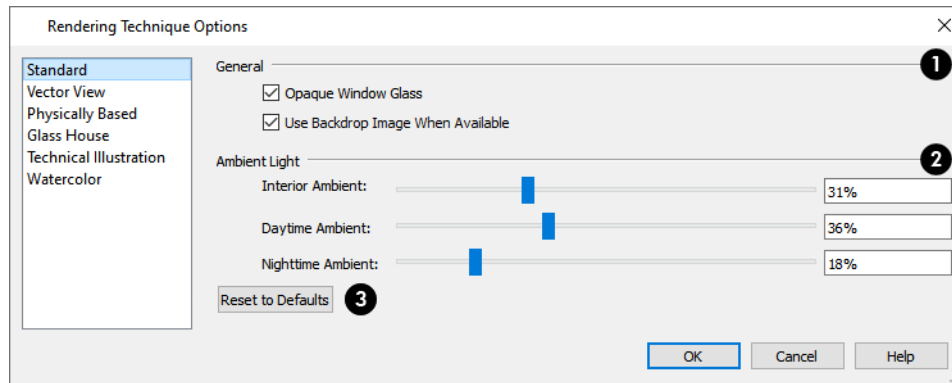 Rendering Technique Options
Standard
Vector View
Physically Based
Glass House
Technical Illustration
Watercolor
General
1
Opaque Window Glass
Use Backdrop Image When Available
Ambient Light
2
Interior Ambient:
31%
Daytime Ambient:
36%
Nighttime Ambient:
18%
Reset to Defaults
3
OK
Cancel
Help